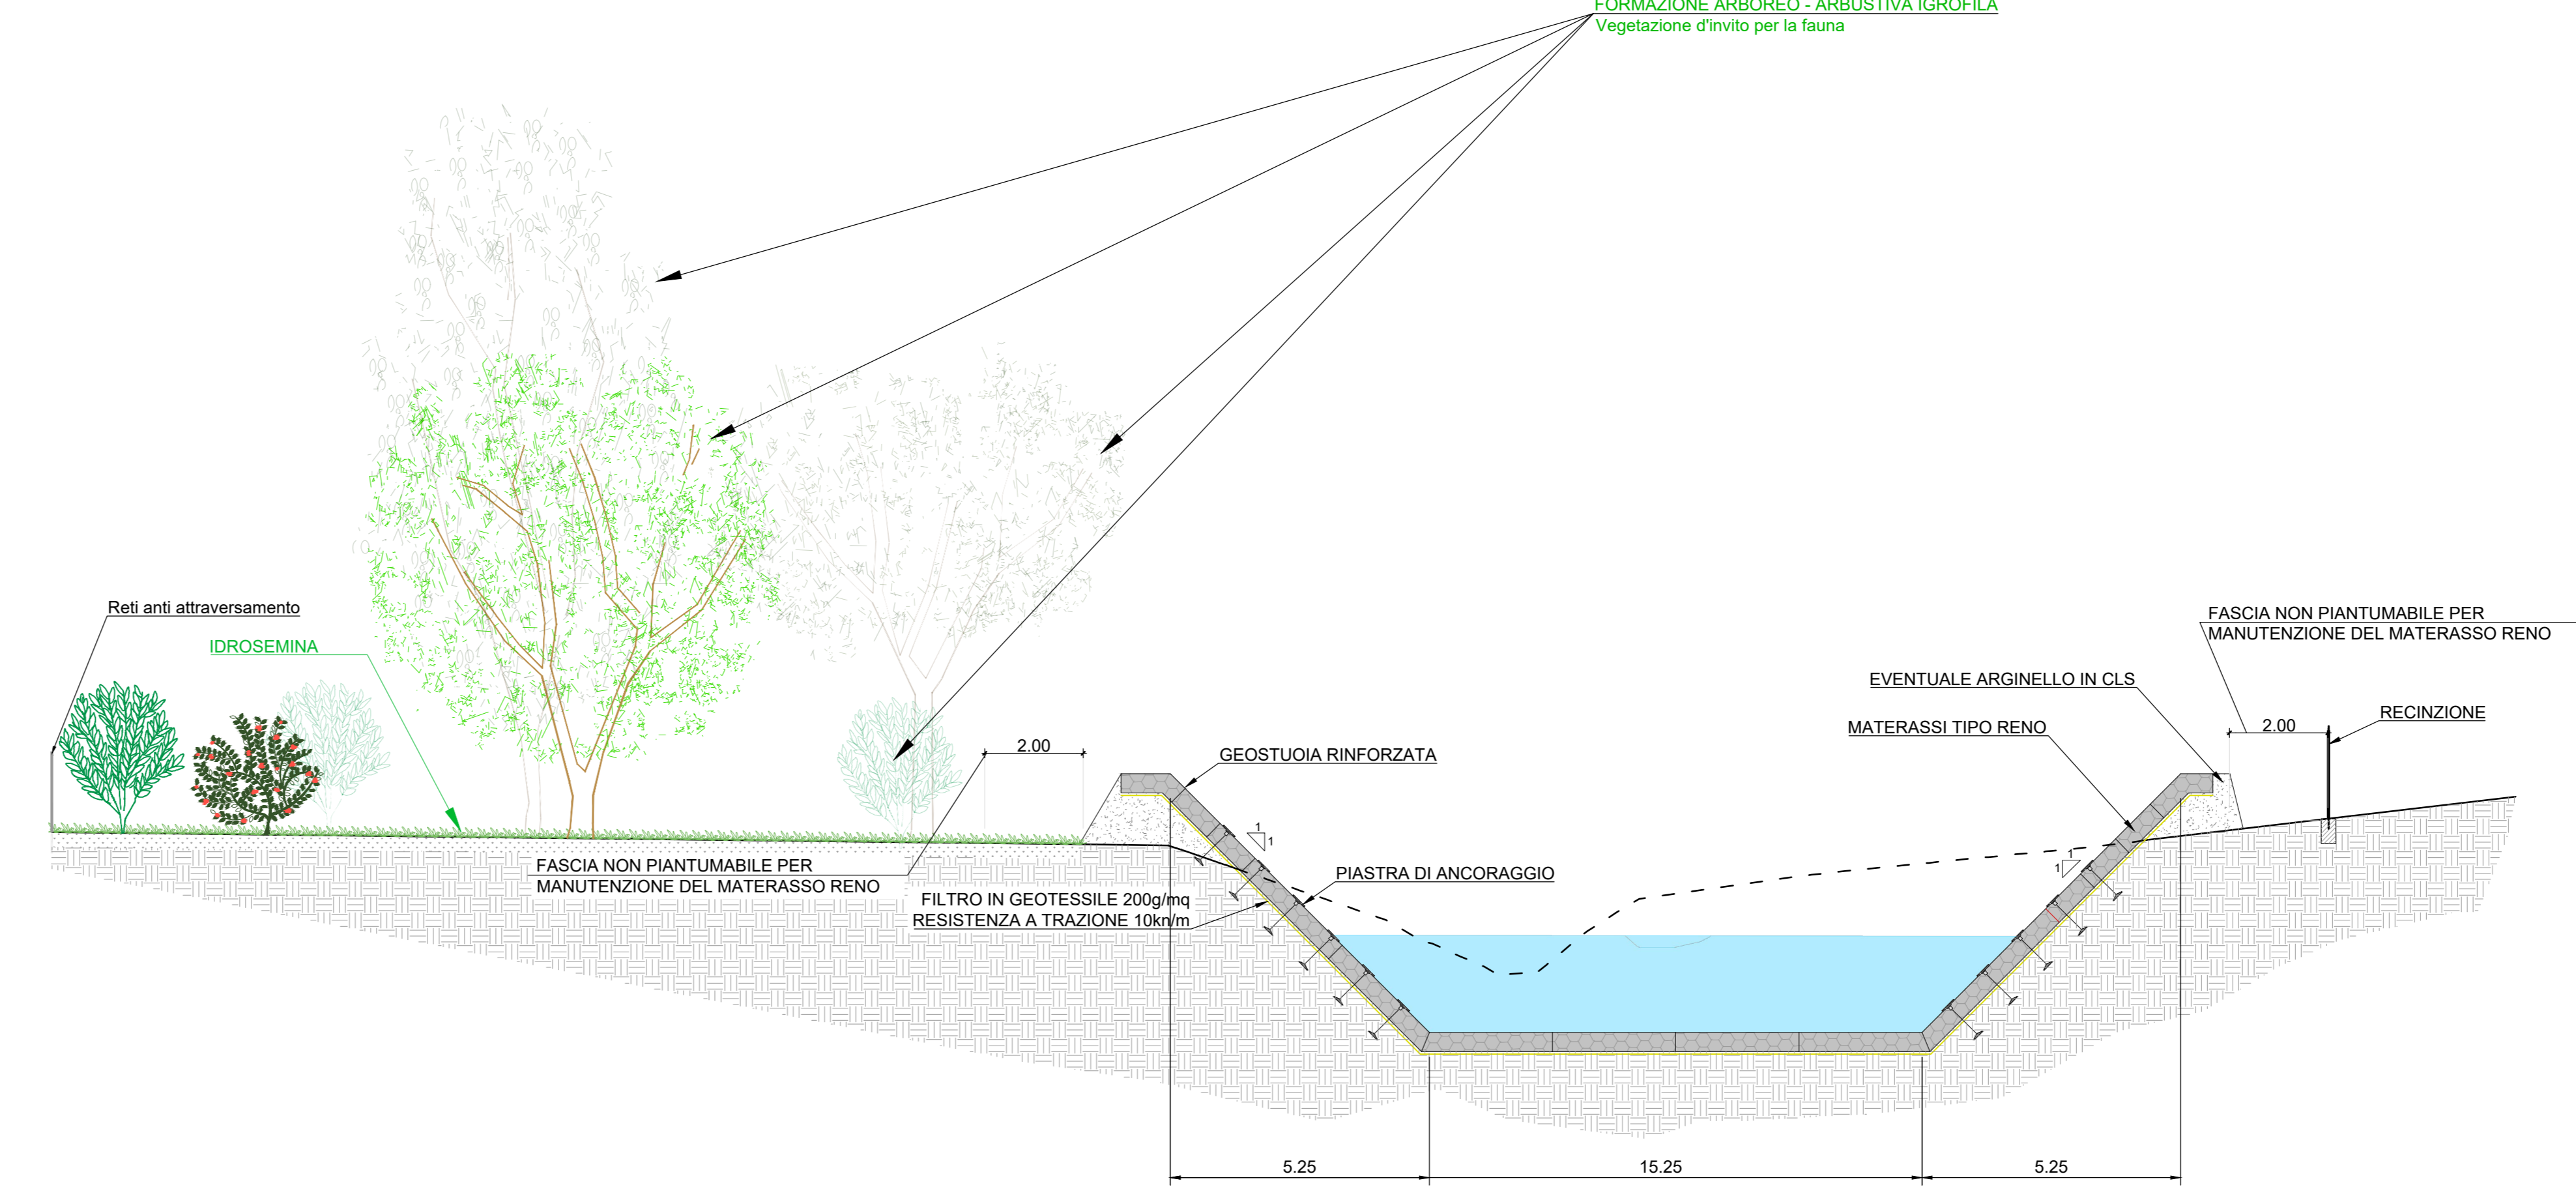 FORMAZIONE ARBOREO - ARBUSTIVA IGROFILA
Vegetazione d'invito per la fauna
Reti anti attraversamento
IDROSEMINA
FASCIA NON PIANTUMABILE PER
MANUTENZIONE DEL MATERASSO RENO
EVENTUALE ARGINELLO IN CLS
MATERASSI TIPO RENO
RECINZIONE
2.00
2.00
GEOSTUOIA RINFORZATA
1
1
1
1
FASCIA NON PIANTUMABILE PER
MANUTENZIONE DEL MATERASSO RENO
PIASTRA DI ANCORAGGIO
FILTRO IN GEOTESSILE 200g/mq
RESISTENZA A TRAZIONE 10kn/m
5.25
15.25
5.25